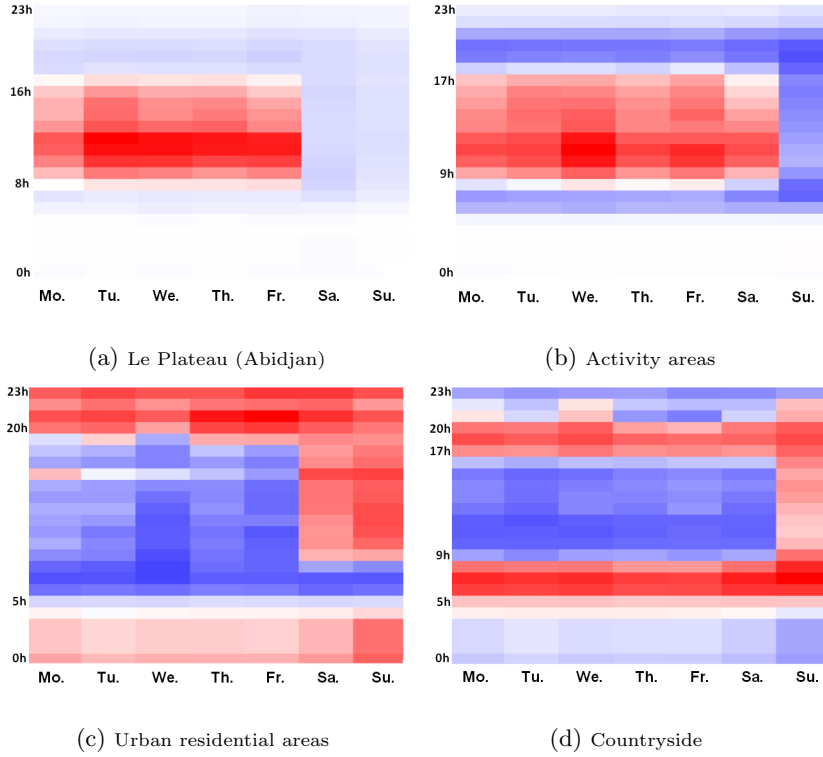 23h
16h
8h
0h
Mo. Tu. We. Th. Fr. Sa. Su.
(a) Le Plateau (Abidjan)
23h
17h
9h
0h
Mo. Tu. We. Th. Fr. Sa. Su.
(b) Activity areas
23h
20h
5h
0h
Mo. Tu. We. Th. Fr. Sa. Su.
(c) Urban residential areas
23h
20h
17h
9h
5h
0h
Mo. Tu. We. Th. Fr. Sa. Su.
(d) Countryside